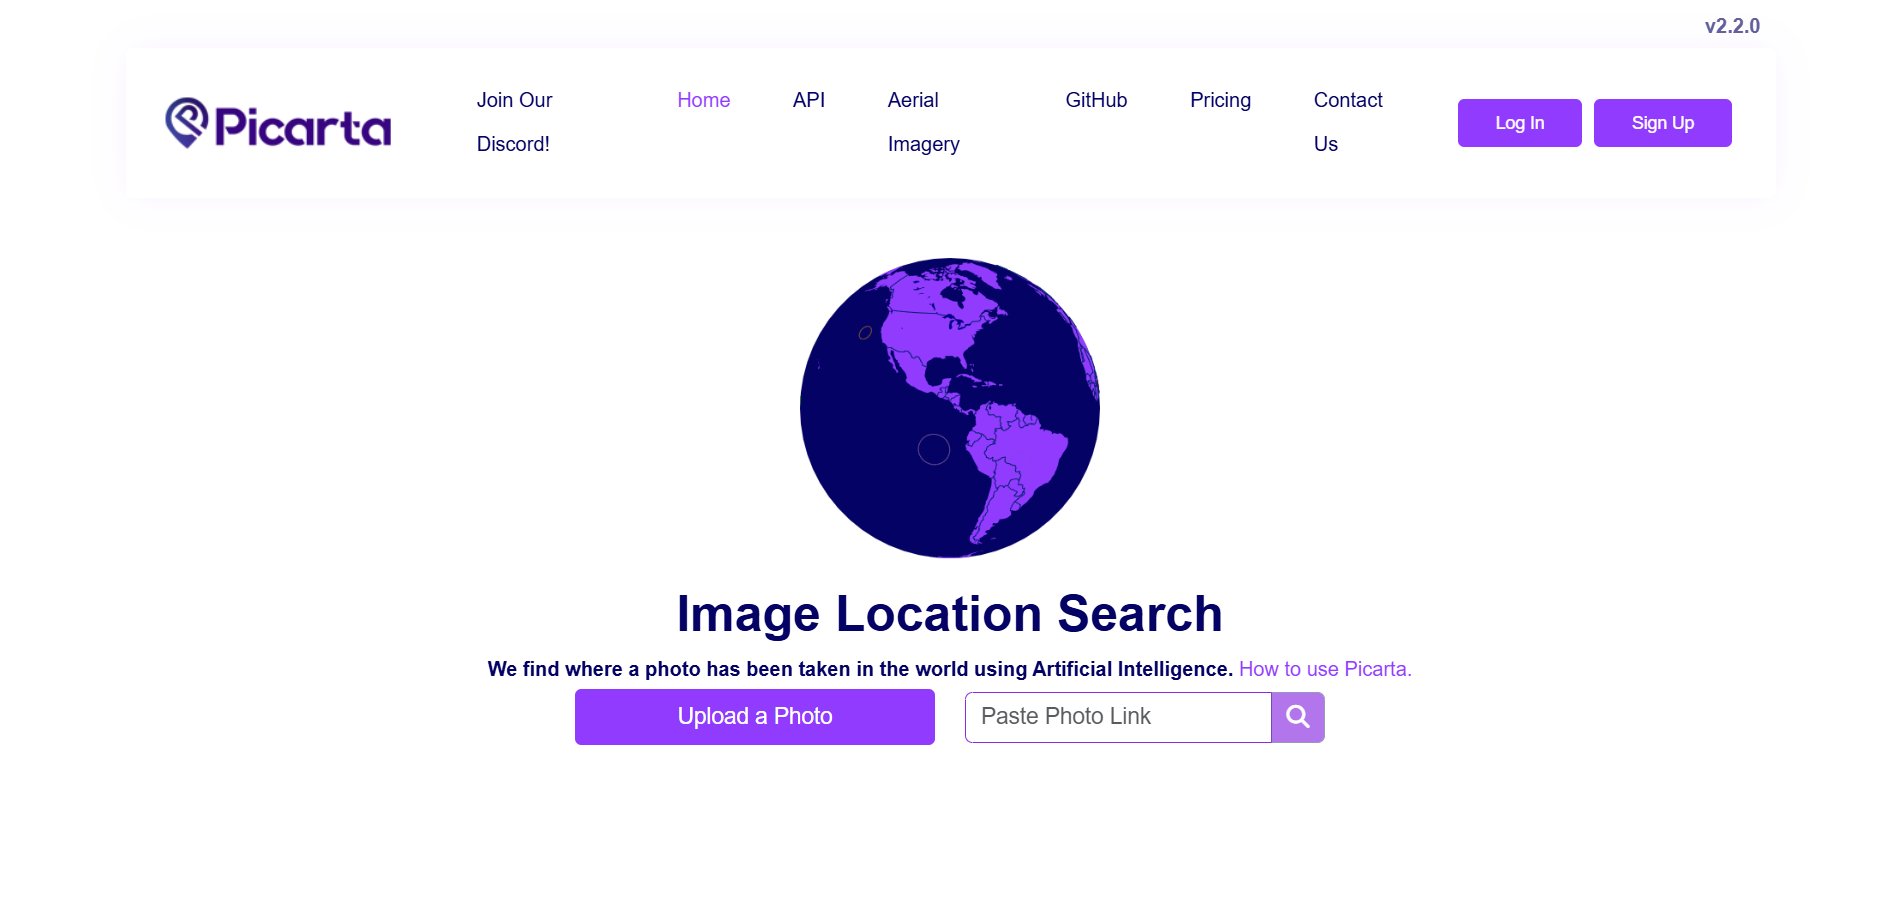 v2.2.0
Picarta
Join Our
Discord!
Home
API
Aerial
Imagery
GitHub
Pricing
Contact
Us
Log In
Sign Up
Image Location Search
We find where a photo has been taken in the world using Artificial Intelligence. How to use Picarta.
Upload a Photo
Paste Photo Link